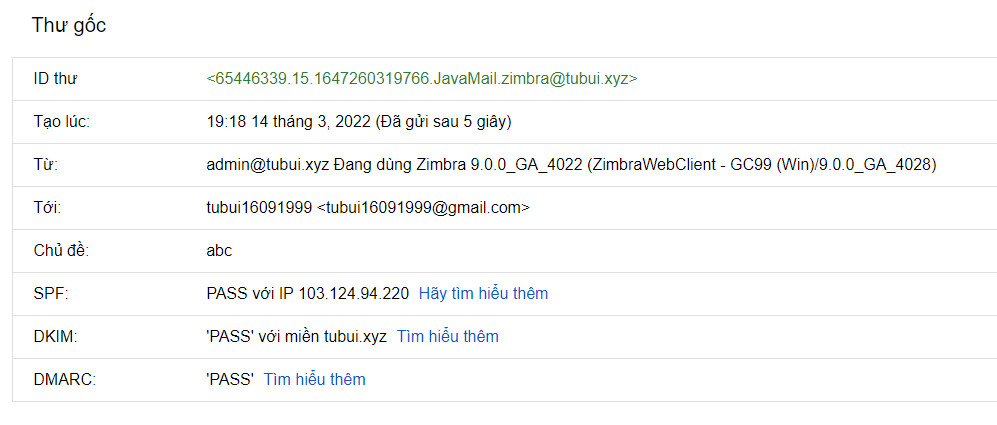 Thư gốc
ID thư <65446339.15.1647260319766.JavaMail.zimbra@tubui.xyz>
Tạo lúc: 19:18 14 tháng 3, 2022 (Đã gửi sau 5 giây)
Từ: admin@tubui.xyz Đang dùng Zimbra 9.0.0_GA_4022 (ZimbraWebClient - GC99 (Win)/9.0.0_GA_4028)
Tới: tubui16091999 <tubui16091999@gmail.com>
Chủ đề: abc
SPF: PASS với IP 103.124.94.220 Hãy tìm hiểu thêm
DKIM: 'PASS' với miền tubui.xyz Tìm hiểu thêm
DMARC: 'PASS' Tìm hiểu thêm